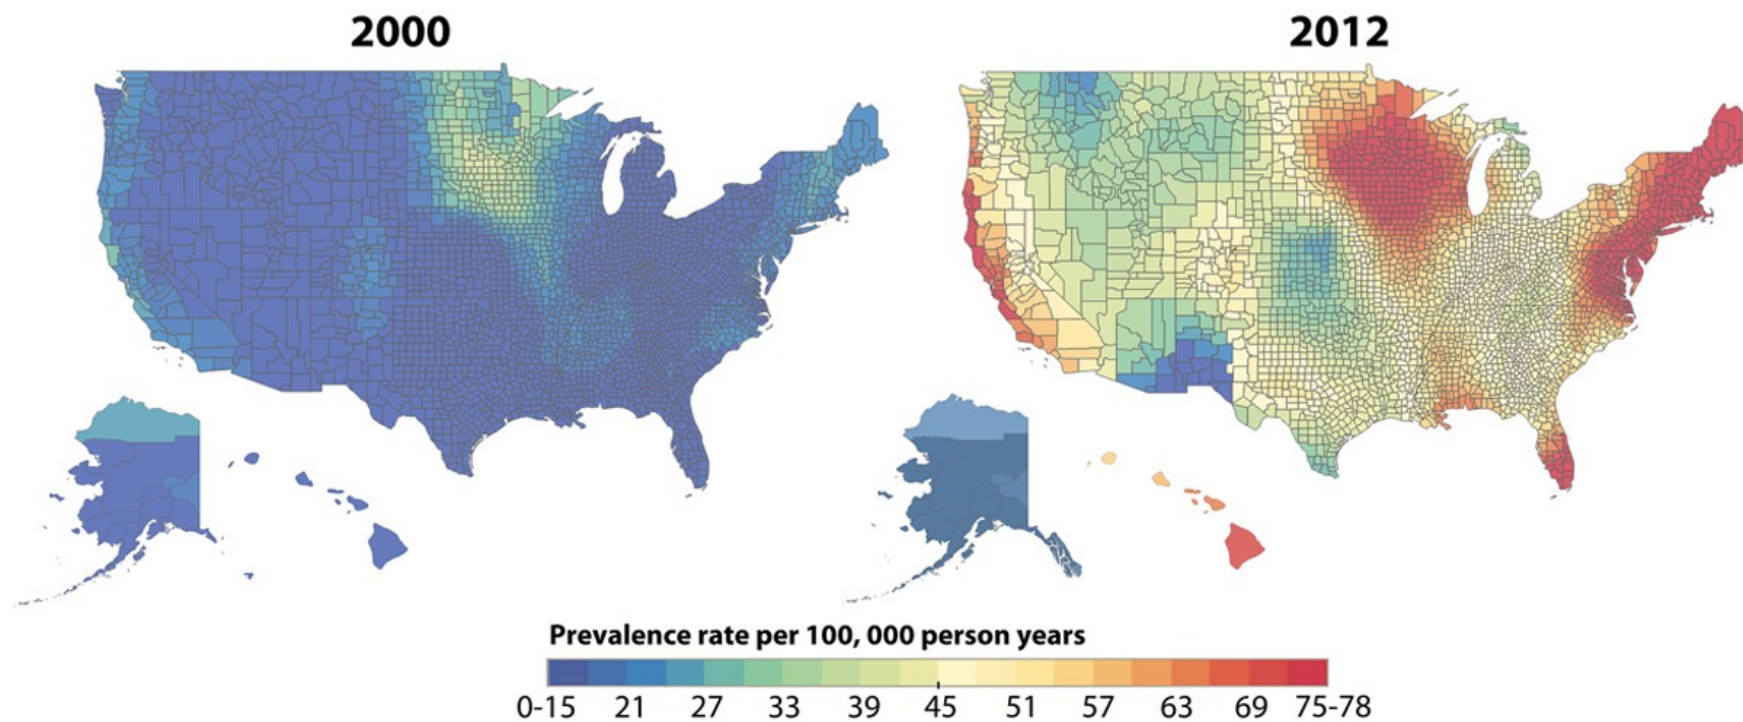 2000 2012
Prevalence rate per 100, 000 person years
0-15 21 27 33 39 45 51 57 63 69 75-78